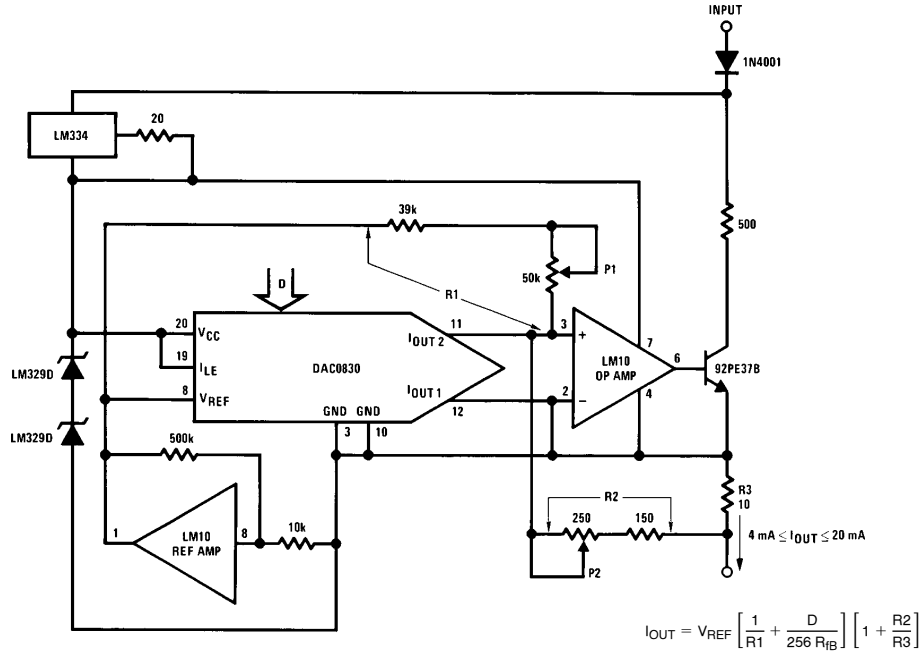 INPUT
1N4001
LM334
20
500
39k
P1
50k
R1
D
20
VCC
11
IOUT 2
3
+
7
19
ILE
DAC0830
LM10
OP AMP
6
92PE37B
LM329D
8
VREF
IOUT 1
12
2
–
4
GND
GND
3
10
LM329D
500k
R3
10
R2
1
LM10
REF AMP
8
10k
250
150
4 mA ≤ IOUT ≤ 20 mA
P2
IOUT = VREF [1/R1 + D/256 RfB] [1 + R2/R3]